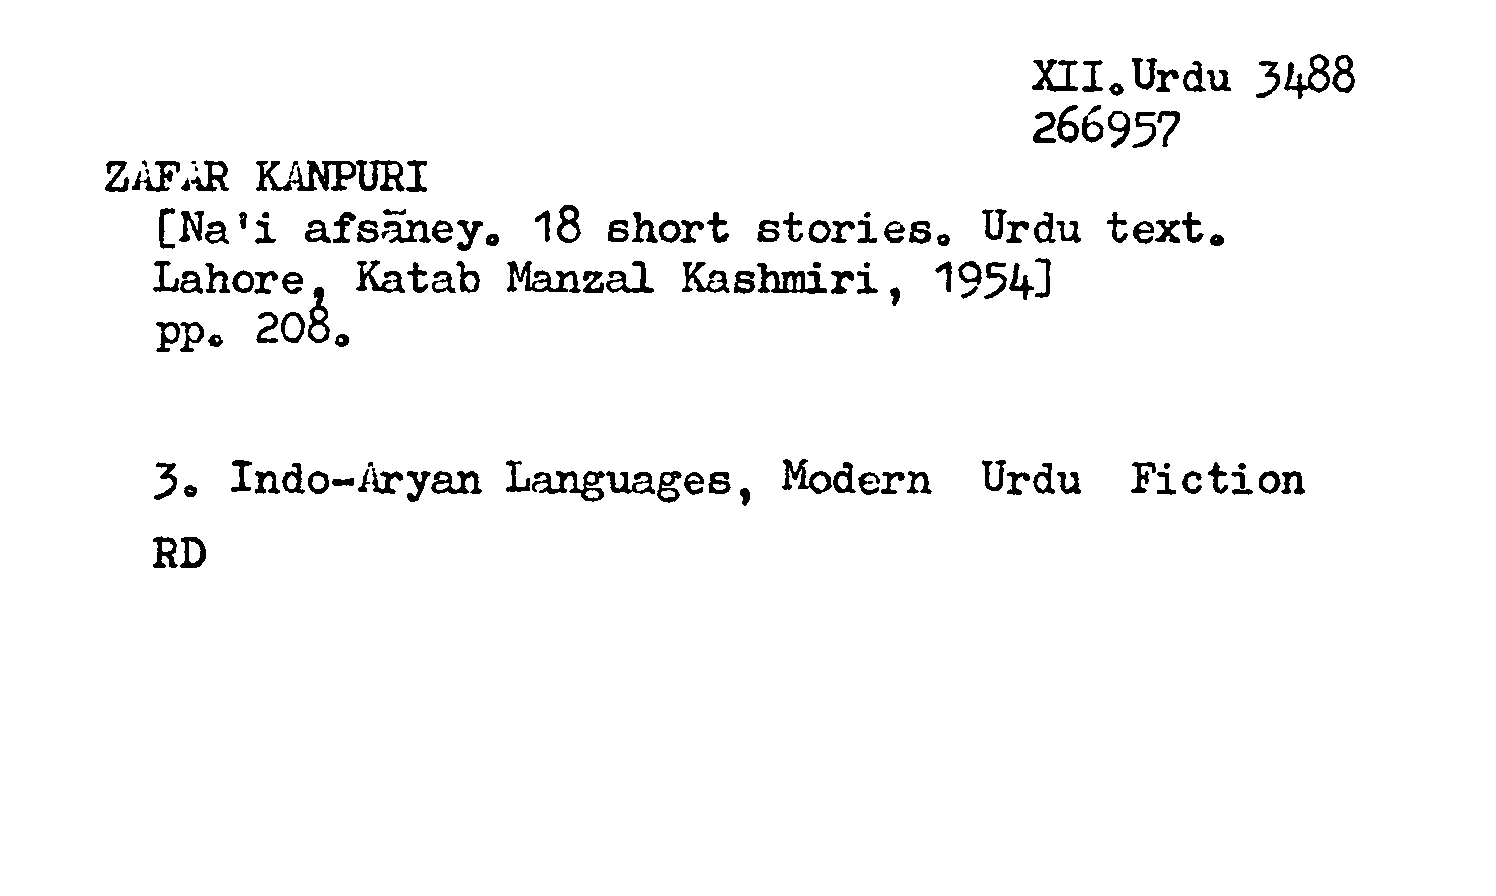 XII.Urdu 3488
266957
ZAFAR KANPURI
[Na'i afsāney. 18 short stories. Urdu text.
Lahore, Katab Manzal Kashmiri, 1954]
pp. 208.
3. Indo-Aryan Languages, Modern Urdu Fiction
RD